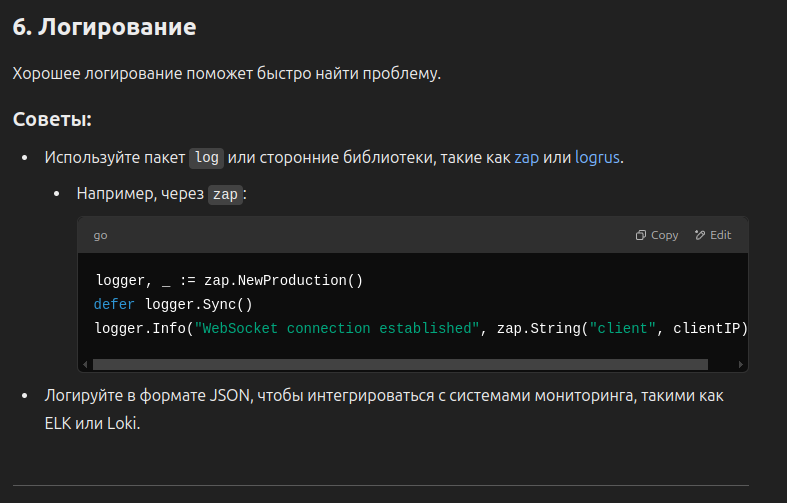 6. Логирование
Хорошее логирование поможет быстро найти проблему.
Советы:
• Используйте пакет log или сторонние библиотеки, такие как zap или logrus.
• Например, через zap:
go Copy Edit
logger, _ := zap.NewProduction()
defer logger.Sync()
logger.Info("WebSocket connection established", zap.String("client", clientIP)
• Логируйте в формате JSON, чтобы интегрироваться с системами мониторинга, такими как
ELK или Loki.